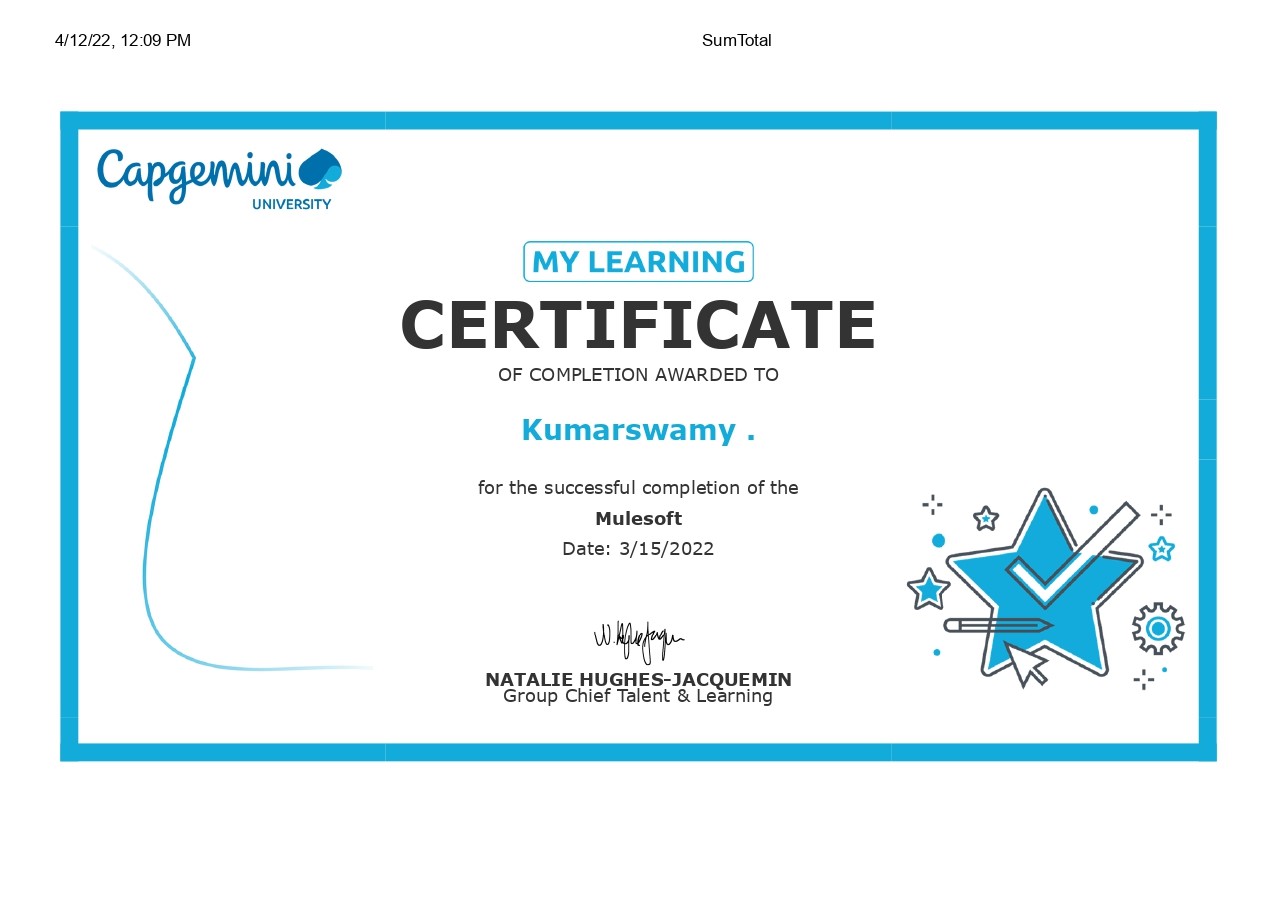 4/12/22, 12:09 PM
SumTotal
Capgemini
UNIVERSITY
MY LEARNING
CERTIFICATE
OF COMPLETION AWARDED TO
Kumarswamy .
for the successful completion of the
Mulesoft
Date: 3/15/2022
NATALIE HUGHES-JACQUEMIN
Group Chief Talent & Learning